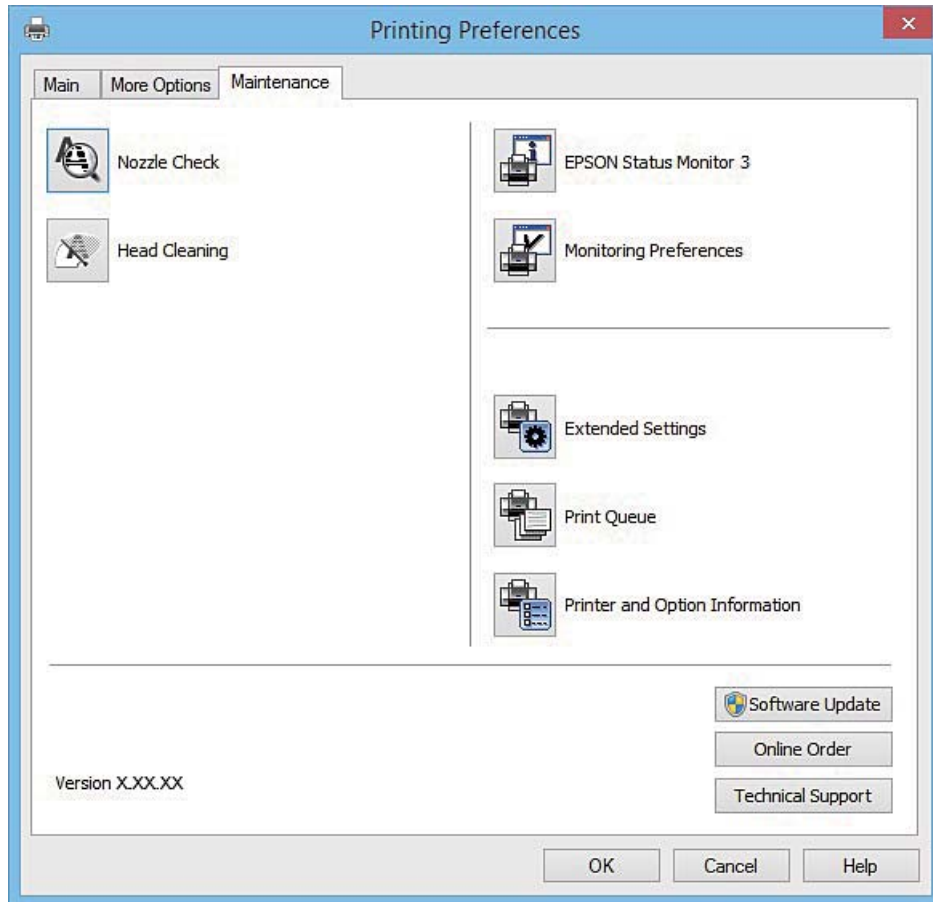 Printing Preferences
Main
More Options
Maintenance
Nozzle Check
Head Cleaning
EPSON Status Monitor 3
Monitoring Preferences
Extended Settings
Print Queue
Printer and Option Information
Software Update
Online Order
Technical Support
Version X.XX.XX
OK
Cancel
Help